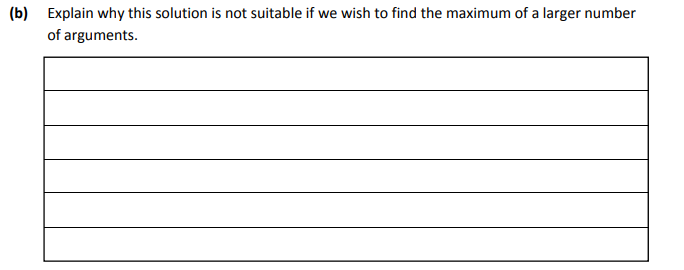 (b) Explain why this solution is not suitable if we wish to find the maximum of a larger number
of arguments.